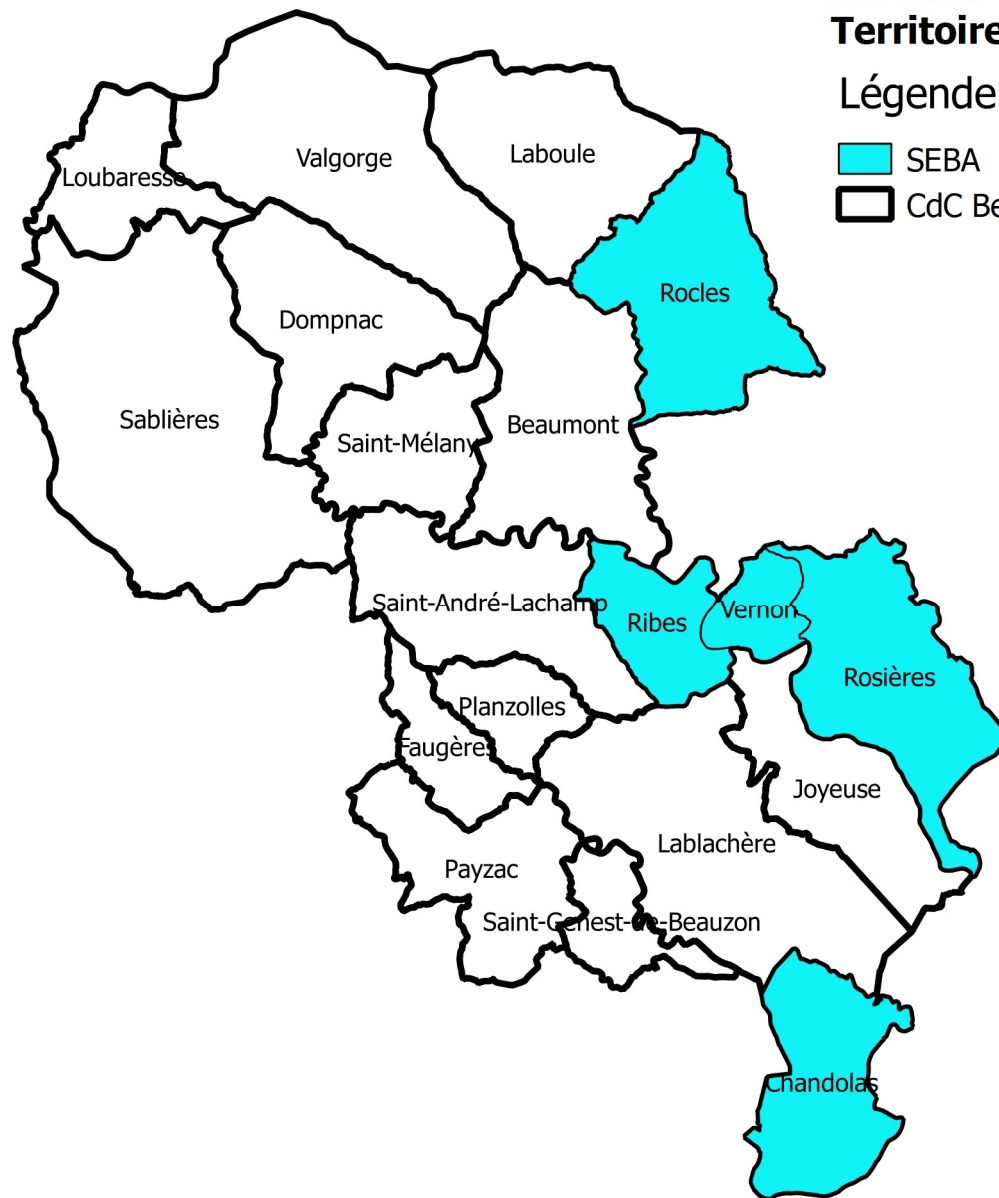 Territoire
Légende
SEBA
CdC Be
Valgorge
Laboule
Loubaresse
Rocles
Dompnac
Sablières
Beaumont
Saint-Mélany
Saint-André-Lachamp
Ribes
Vernon
Rosières
Planzolles
Faugères
Joyeuse
Lablachère
Payzac
Saint-Genest-de-Beauzon
Chandolas